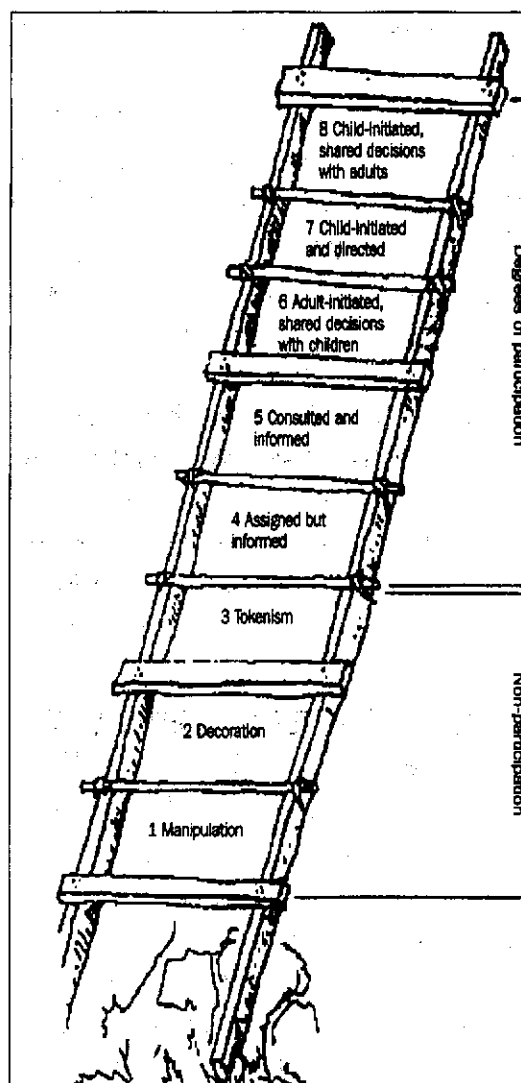 8 Child-initiated,
shared decisions
with adults
7 Child-initiated
and directed
6 Adult-initiated,
shared decisions
with children
5 Consulted and
informed
4 Assigned but
informed
3 Tokenism
2 Decoration
1 Manipulation
Degrees of participation
Non-participation